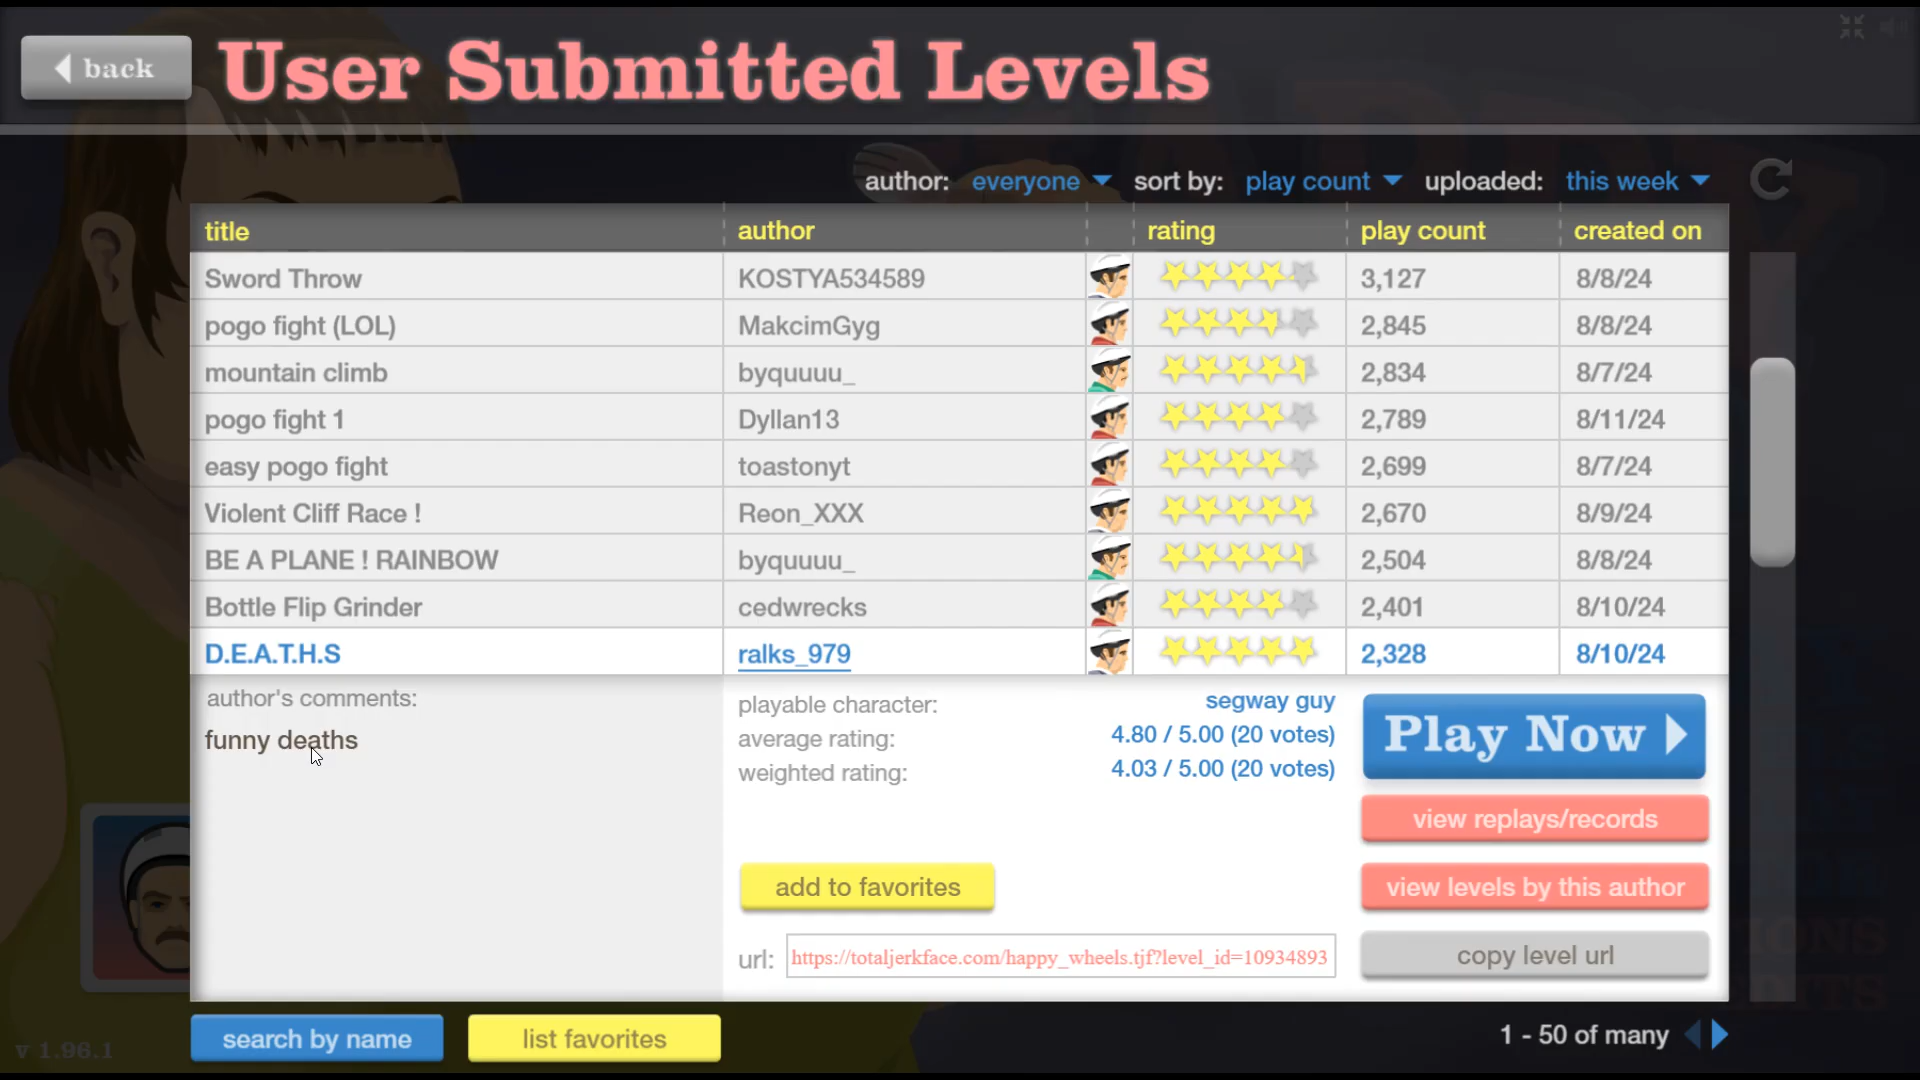 back
User Submitted Levels
author: everyone sort by: play count uploaded: this week
title author rating play count created on
Sword Throw KOSTYA534589 3,127 8/8/24
pogo fight (LOL) MakcimGyg 2,845 8/8/24
mountain climb byquuuu_ 2,834 8/7/24
pogo fight 1 Dyllan13 2,789 8/11/24
easy pogo fight toastonyt 2,699 8/7/24
Violent Cliff Race ! Reon_XXX 2,670 8/9/24
BE A PLANE ! RAINBOW byquuuu_ 2,504 8/8/24
Bottle Flip Grinder cedwrecks 2,401 8/10/24
D.E.A.T.H.S ralks_979 2,328 8/10/24
author's comments:
funny deaths
playable character: segway guy
average rating: 4.80 / 5.00 (20 votes)
weighted rating: 4.03 / 5.00 (20 votes)
Play Now
view replays/records
add to favorites
view levels by this author
url: https://totaljerkface.com/happy_wheels.tjf?level_id=10934893
copy level url
search by name
list favorites
1 - 50 of many
v 1.96.1